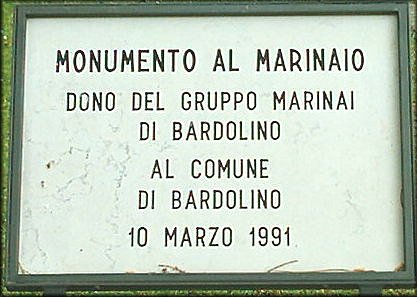 MONUMENTO AL MARINAIO
DONO DEL GRUPPO MARINAI
DI BARDOLINO
AL COMUNE
DI BARDOLINO
10 MARZO 1991